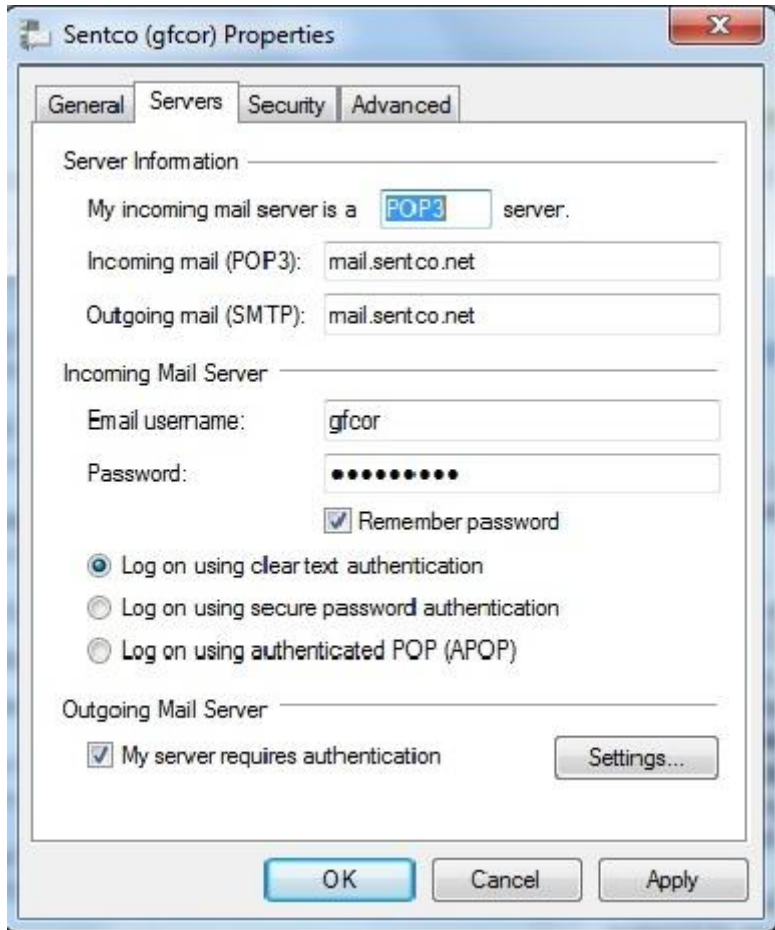 Sentco (gfcor) Properties
General Servers Security Advanced
Server Information
My incoming mail server is a POP3 server.
Incoming mail (POP3): mail.sentco.net
Outgoing mail (SMTP): mail.sentco.net
Incoming Mail Server
Email username: gfcor
Password: •••••••••
Remember password
Log on using clear text authentication
Log on using secure password authentication
Log on using authenticated POP (APOP)
Outgoing Mail Server
My server requires authentication Settings...
OK Cancel Apply